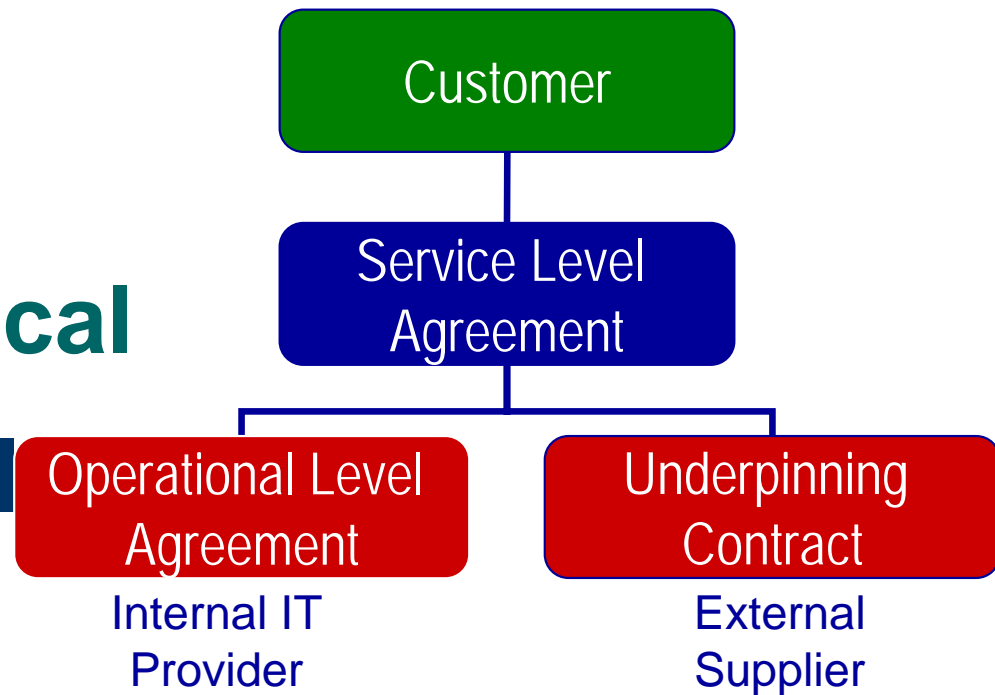 Customer
Service Level
Agreement
cal
Operational Level
Agreement
Underpinning
Contract
Internal IT
Provider
External
Supplier